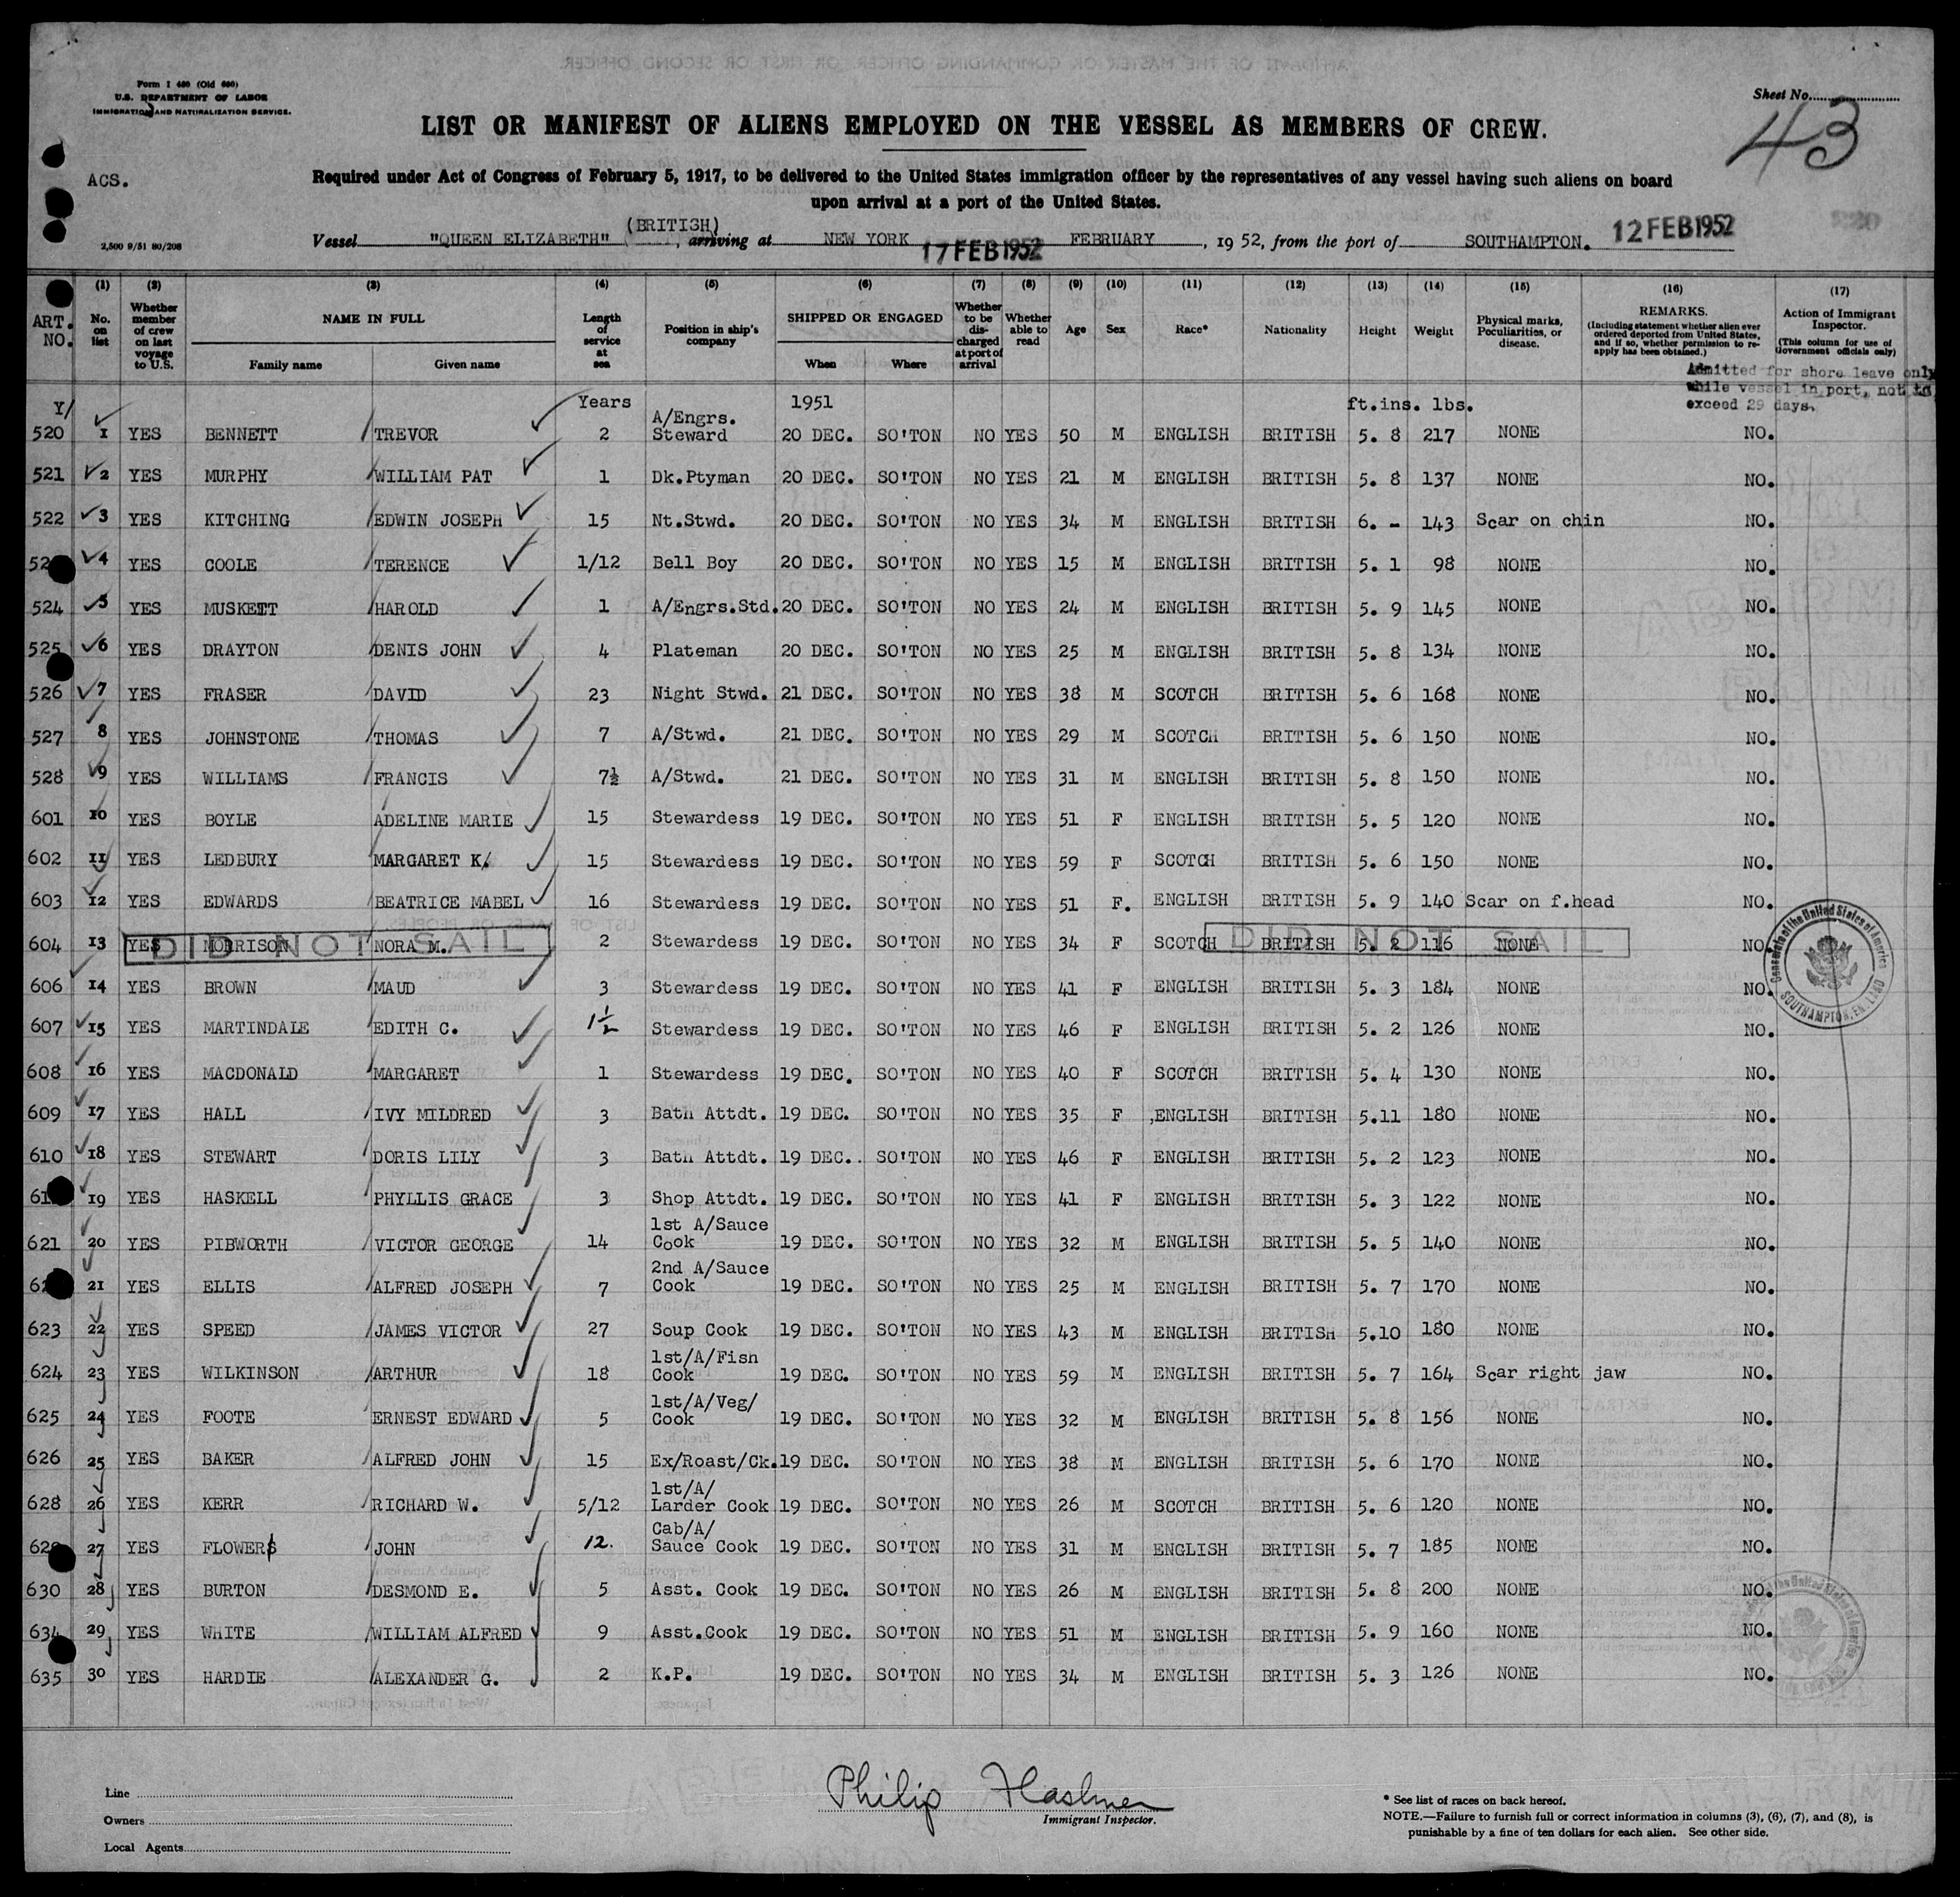 Form I 480 (Old 680)
U.S. DEPARTMENT OF LABOR
IMMIGRATION AND NATURALIZATION SERVICE.
Sheet No.
43
LIST OR MANIFEST OF ALIENS EMPLOYED ON THE VESSEL AS MEMBERS OF CREW.
ACS.
Required under Act of Congress of February 5, 1917, to be delivered to the United States immigration officer by the representatives of any vessel having such aliens on board
upon arrival at a port of the United States.
2,500 9/51 80/208
Vessel "QUEEN ELIZABETH" (BRITISH), arriving at NEW YORK 17 FEB 1952 FEBRUARY, 1952, from the port of SOUTHAMPTON. 12 FEB 1952
ART. NO.
(1) No. on list
(2) Whether member of crew on last voyage to U.S.
(3) NAME IN FULL
Family name Given name
(4) Length of service at sea
(5) Position in ship's company
(6) SHIPPED OR ENGAGED
When Where
(7) Whether to be discharged at port of arrival
(8) Whether able to read
(9) Age
(10) Sex
(11) Race*
(12) Nationality
(13) Height
(14) Weight
(15) Physical marks, Peculiarities, or disease.
(16) REMARKS.
(Including statement whether alien ever ordered deported from United States, and if so, whether permission to re-apply has been obtained.)
(17) Action of Immigrant Inspector.
(This column for use of Government officials only)
Admitted for shore leave only
while vessel in port, not to
exceed 29 days.
Y/ Years 1951 ft.ins. lbs.
520 1 YES BENNETT TREVOR 2 A/Engrs. Steward 20 DEC. SO'TON NO YES 50 M ENGLISH BRITISH 5. 8 217 NONE NO.
521 2 YES MURPHY WILLIAM PAT 1 Dk.Ptyman 20 DEC. SO'TON NO YES 21 M ENGLISH BRITISH 5. 8 137 NONE NO.
522 3 YES KITCHING EDWIN JOSEPH 15 Nt.Stwd. 20 DEC. SO'TON NO YES 34 M ENGLISH BRITISH 6. - 143 Scar on chin NO.
4 YES COOLE TERENCE 1/12 Bell Boy 20 DEC. SO'TON NO YES 15 M ENGLISH BRITISH 5. 1 98 NONE NO.
524 5 YES MUSKETT HAROLD 1 A/Engrs.Std. 20 DEC. SO'TON NO YES 24 M ENGLISH BRITISH 5. 9 145 NONE NO.
525 6 YES DRAYTON DENIS JOHN 4 Plateman 20 DEC. SO'TON NO YES 25 M ENGLISH BRITISH 5. 8 134 NONE NO.
526 7 YES FRASER DAVID 23 Night Stwd. 21 DEC. SO'TON NO YES 38 M SCOTCH BRITISH 5. 6 168 NONE NO.
527 8 YES JOHNSTONE THOMAS 7 A/Stwd. 21 DEC. SO'TON NO YES 29 M SCOTCH BRITISH 5. 6 150 NONE NO.
528 9 YES WILLIAMS FRANCIS 7½ A/Stwd. 21 DEC. SO'TON NO YES 31 M ENGLISH BRITISH 5. 8 150 NONE NO.
601 10 YES BOYLE ADELINE MARIE 15 Stewardess 19 DEC. SO'TON NO YES 51 F ENGLISH BRITISH 5. 5 120 NONE NO.
602 11 YES LEDBURY MARGARET K. 15 Stewardess 19 DEC. SO'TON NO YES 59 F SCOTCH BRITISH 5. 6 150 NONE NO.
603 12 YES EDWARDS BEATRICE MABEL 16 Stewardess 19 DEC. SO'TON NO YES 51 F. ENGLISH BRITISH 5. 9 140 Scar on f.head NO.
604 13 YES MORRISON NORA M. 2 Stewardess 19 DEC. SO'TON NO YES 34 F SCOTCH BRITISH 5. 2 116 NONE NO.
DID NOT SAIL DID NOT SAIL
606 14 YES BROWN MAUD 3 Stewardess 19 DEC. SO'TON NO YES 41 F ENGLISH BRITISH 5. 3 184 NONE NO.
607 15 YES MARTINDALE EDITH C. 1½ Stewardess 19 DEC. SO'TON NO YES 46 F ENGLISH BRITISH 5. 2 126 NONE NO.
608 16 YES MACDONALD MARGARET 1 Stewardess 19 DEC. SO'TON NO YES 40 F SCOTCH BRITISH 5. 4 130 NONE NO.
609 17 YES HALL IVY MILDRED 3 Bath Attdt. 19 DEC. SO'TON NO YES 35 F ENGLISH BRITISH 5.11 180 NONE NO.
610 18 YES STEWART DORIS LILY 3 Bath Attdt. 19 DEC.. SO'TON NO YES 46 F ENGLISH BRITISH 5. 2 123 NONE NO.
19 YES HASKELL PHYLLIS GRACE 3 Shop Attdt. 19 DEC. SO'TON NO YES 41 F ENGLISH BRITISH 5. 3 122 NONE NO.
621 20 YES PIBWORTH VICTOR GEORGE 14 1st A/Sauce Cook 19 DEC. SO'TON NO YES 32 M ENGLISH BRITISH 5. 5 140 NONE NO.
21 YES ELLIS ALFRED JOSEPH 7 2nd A/Sauce Cook 19 DEC. SO'TON NO YES 25 M ENGLISH BRITISH 5. 7 170 NONE NO.
623 22 YES SPEED JAMES VICTOR 27 Soup Cook 19 DEC. SO'TON NO YES 43 M ENGLISH BRITISH 5.10 180 NONE NO.
624 23 YES WILKINSON ARTHUR 18 1st/A/Fish Cook 19 DEC. SO'TON NO YES 59 M ENGLISH BRITISH 5. 7 164 Scar right jaw NO.
625 24 YES FOOTE ERNEST EDWARD 5 1st/A/Veg/ Cook 19 DEC. SO'TON NO YES 32 M ENGLISH BRITISH 5. 8 156 NONE NO.
626 25 YES BAKER ALFRED JOHN 15 Ex/Roast/Ck. 19 DEC. SO'TON NO YES 38 M ENGLISH BRITISH 5. 6 170 NONE NO.
628 26 YES KERR RICHARD W. 5/12 1st/A/ Larder Cook 19 DEC. SO'TON NO YES 26 M SCOTCH BRITISH 5. 6 120 NONE NO.
27 YES FLOWER JOHN 12. Cab/A/ Sauce Cook 19 DEC. SO'TON NO YES 31 M ENGLISH BRITISH 5. 7 185 NONE NO.
630 28 YES BURTON DESMOND E. 5 Asst. Cook 19 DEC. SO'TON NO YES 26 M ENGLISH BRITISH 5. 8 200 NONE NO.
634 29 YES WHITE WILLIAM ALFRED 9 Asst.Cook 19 DEC. SO'TON NO YES 51 M ENGLISH BRITISH 5. 9 160 NONE NO.
635 30 YES HARDIE ALEXANDER G. 2 K.P. 19 DEC. SO'TON NO YES 34 M ENGLISH BRITISH 5. 3 126 NONE NO.
Consulate of the United States of America
SOUTHAMPTON, ENGLAND
Line
Owners
Local Agents
Philip Haslmer
Immigrant Inspector.
* See list of races on back hereof.
NOTE.—Failure to furnish full or correct information in columns (3), (6), (7), and (8), is
punishable by a fine of ten dollars for each alien. See other side.